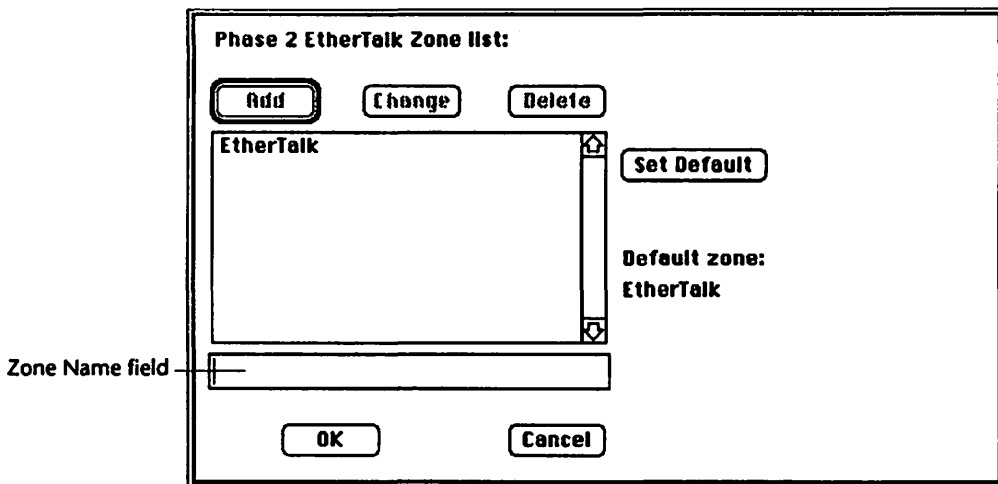 Phase 2 EtherTalk Zone list:
Add Change Delete
EtherTalk
Set Default
Default zone:
EtherTalk
Zone Name field
OK Cancel